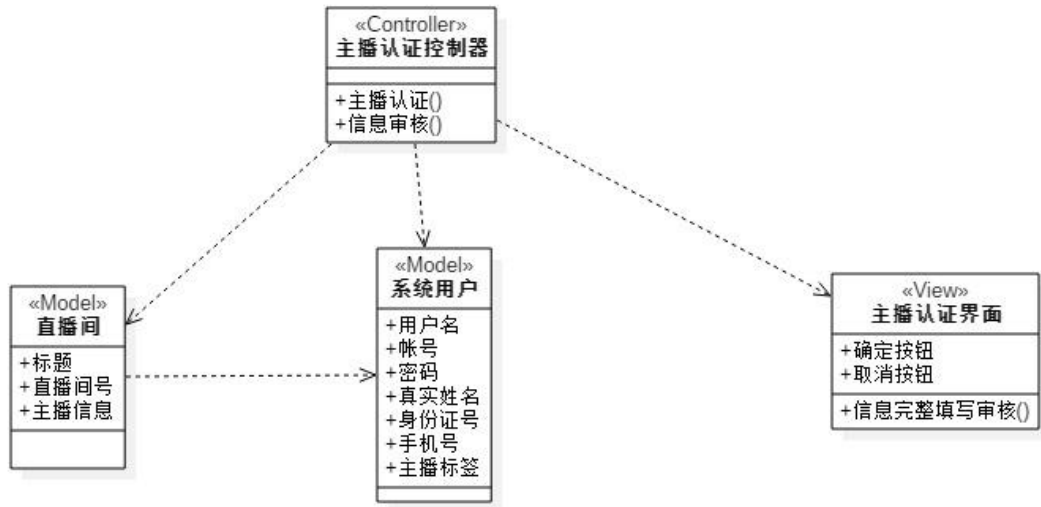 «Controller»
主播认证控制器
+主播认证()
+信息审核()
«Model»
直播间
+标题
+直播间号
+主播信息
«Model»
系统用户
+用户名
+帐号
+密码
+真实姓名
+身份证号
+手机号
+主播标签
«View»
主播认证界面
+确定按钮
+取消按钮
+信息完整填写审核()